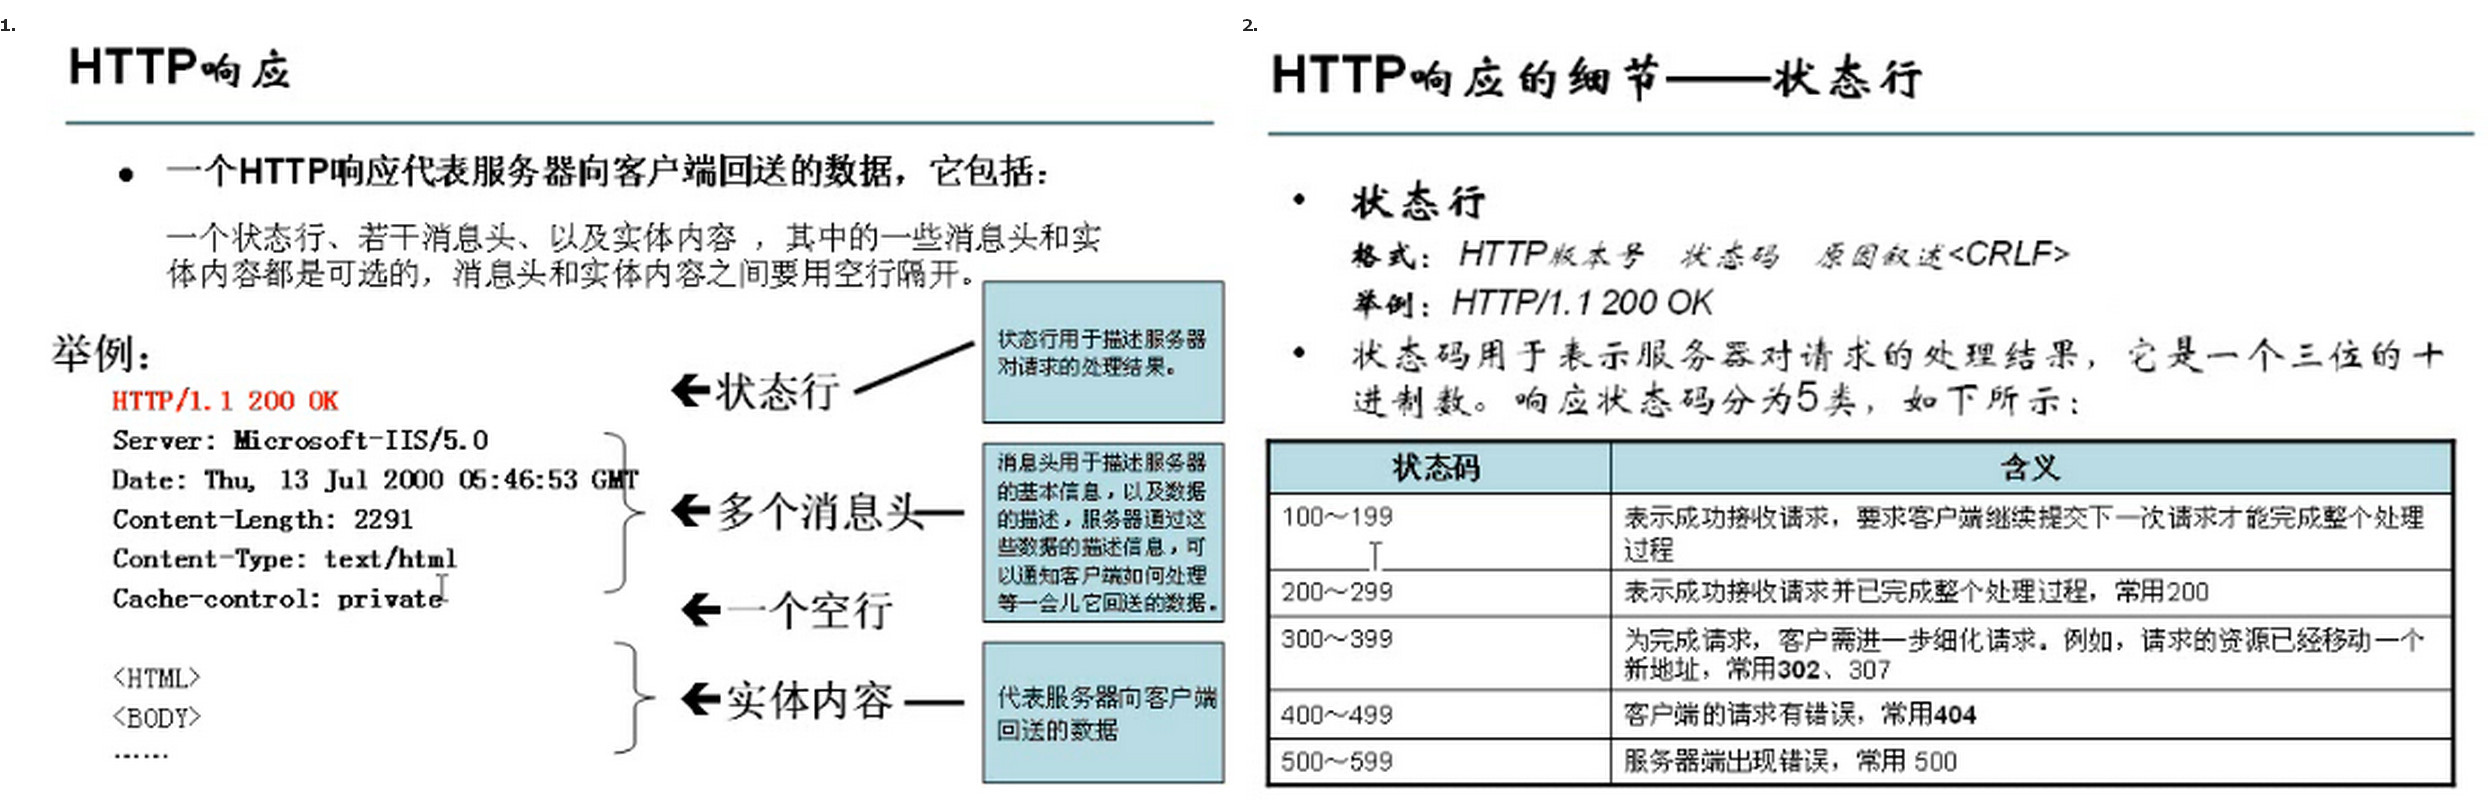 1.
HTTP响应
• 一个HTTP响应代表服务器向客户端回送的数据，它包括：
一个状态行、若干消息头、以及实体内容 ，其中的一些消息头和实
体内容都是可选的，消息头和实体内容之间要用空行隔开。
举例：
HTTP/1.1 200 OK
Server: Microsoft-IIS/5.0
Date: Thu, 13 Jul 2000 05:46:53 GMT
Content-Length: 2291
Content-Type: text/html
Cache-control: private
<HTML>
<BODY>
……
状态行
多个消息头
一个空行
实体内容
状态行用于描述服务器
对请求的处理结果。
消息头用于描述服务器
的基本信息，以及数据
的描述，服务器通过这
些数据的描述信息，可
以通知客户端如何处理
等一会儿它回送的数据。
代表服务器向客户端
回送的数据
2.
HTTP响应的细节——状态行
• 状态行
格式： HTTP版本号 状态码 原因叙述<CRLF>
举例：HTTP/1.1 200 OK
• 状态码用于表示服务器对请求的处理结果，它是一个三位的十
进制数。响应状态码分为5类，如下所示：
状态码 含义
100～199 表示成功接收请求，要求客户端继续提交下一次请求才能完成整个处理
过程
200～299 表示成功接收请求并已完成整个处理过程，常用200
300～399 为完成请求，客户需进一步细化请求。例如，请求的资源已经移动一个
新地址，常用302、307
400～499 客户端的请求有错误，常用404
500～599 服务器端出现错误，常用 500